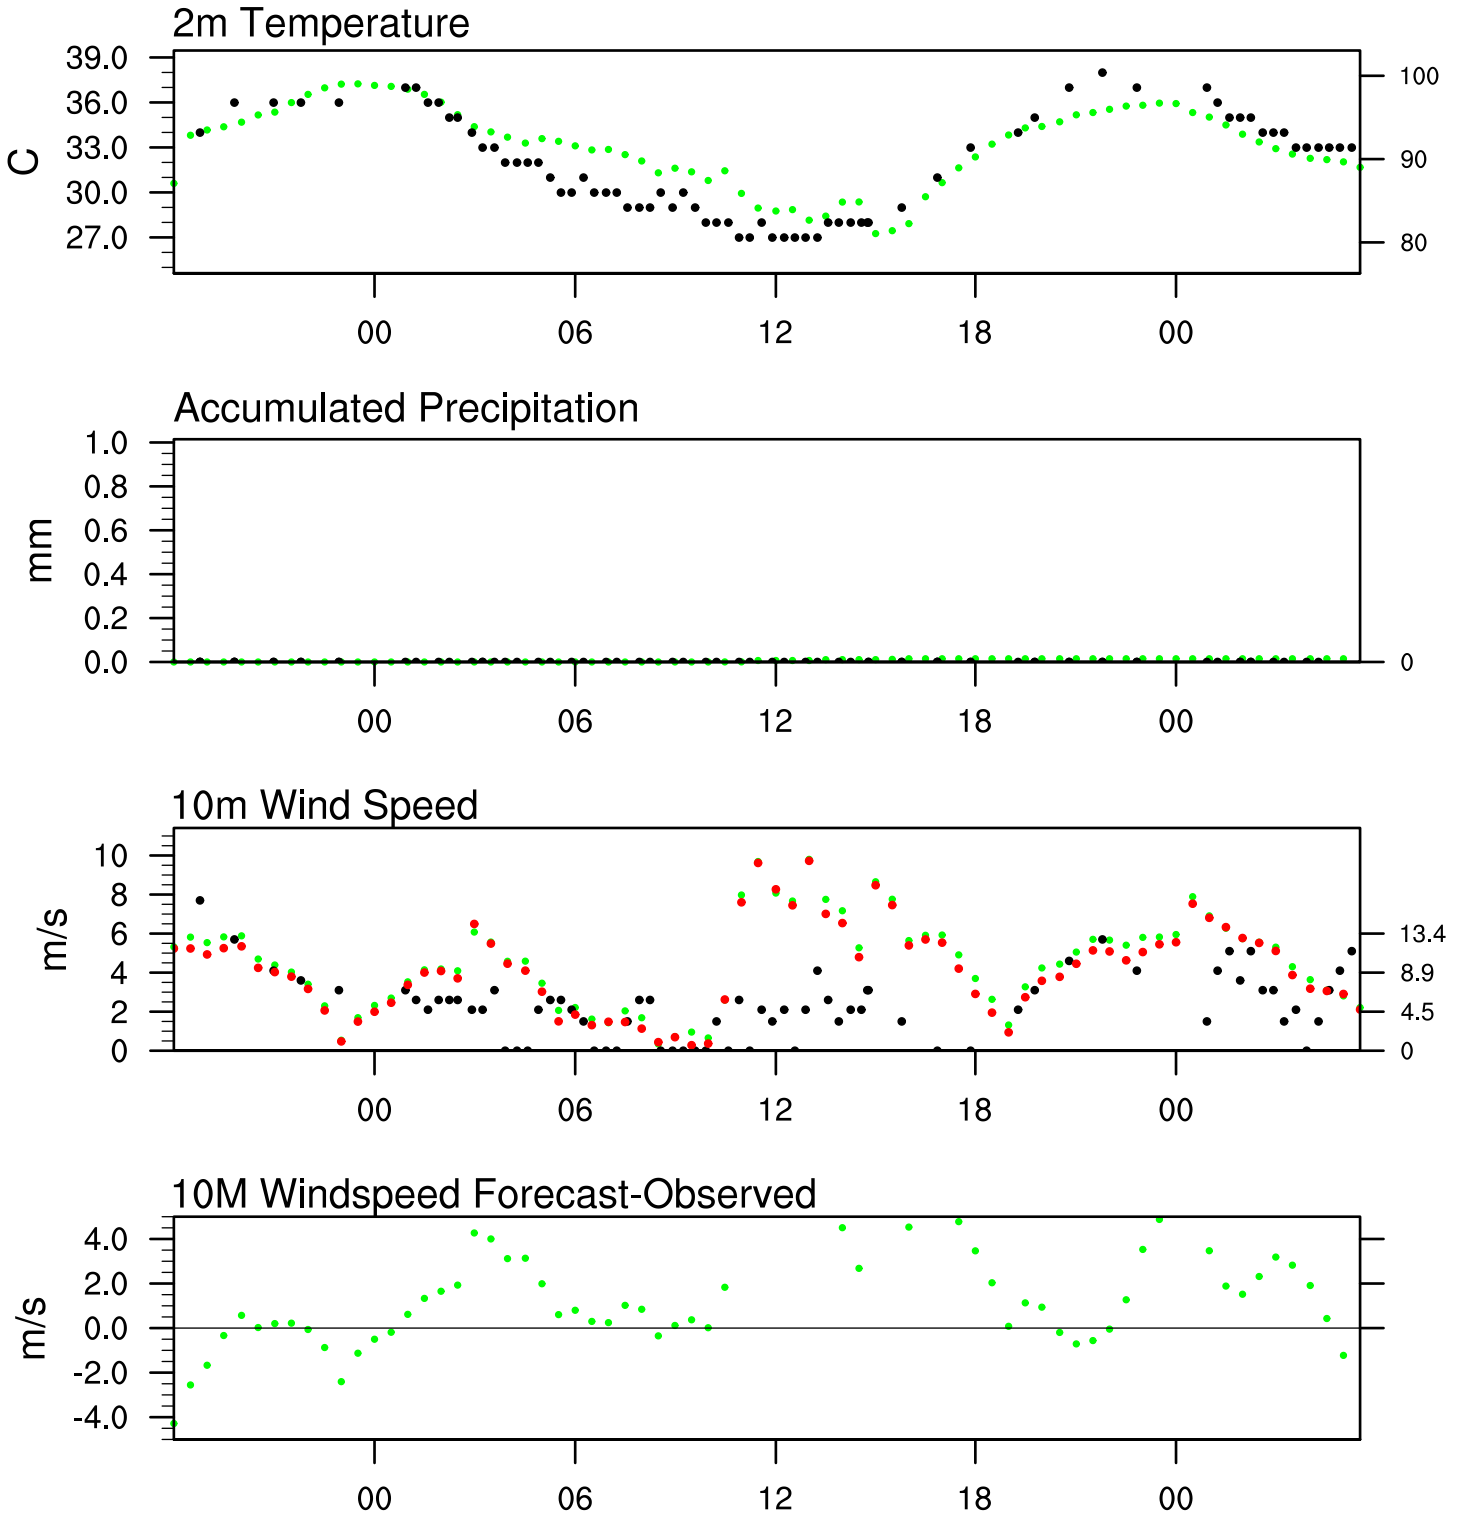 2m Temperature
39.0
36.0
33.0
30.0
27.0
C
100
90
80
00 06 12 18 00
Accumulated Precipitation
1.0
0.8
0.6
0.4
0.2
0.0
mm
0
00 06 12 18 00
10m Wind Speed
10
8
6
4
2
0
m/s
13.4
8.9
4.5
0
00 06 12 18 00
10M Windspeed Forecast-Observed
4.0
2.0
0.0
-2.0
-4.0
m/s
00 06 12 18 00